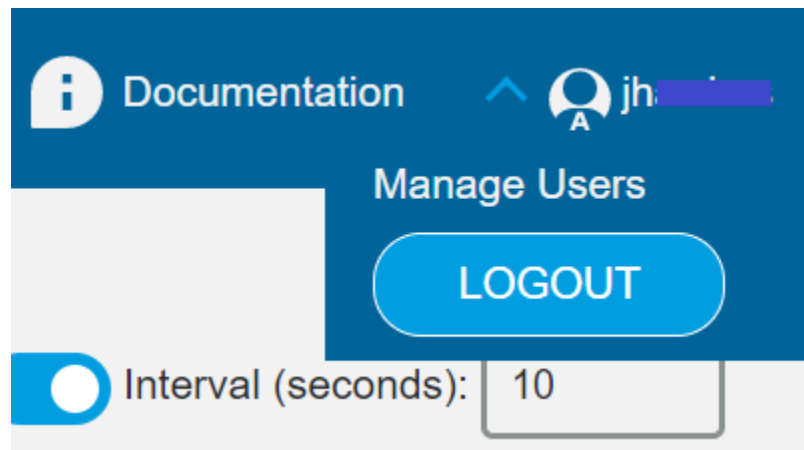 Documentation
A
Manage Users
LOGOUT
Interval (seconds): 10